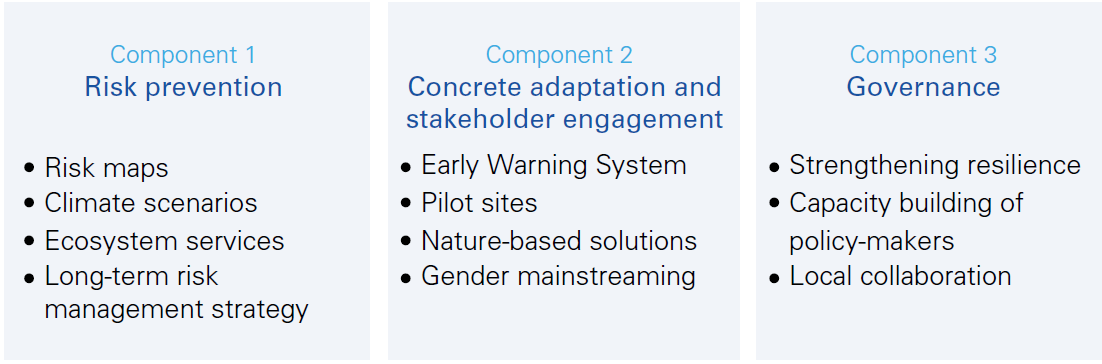 Component 1
Risk prevention
• Risk maps
• Climate scenarios
• Ecosystem services
• Long-term risk
management strategy
Component 2
Concrete adaptation and
stakeholder engagement
• Early Warning System
• Pilot sites
• Nature-based solutions
• Gender mainstreaming
Component 3
Governance
• Strengthening resilience
• Capacity building of
policy-makers
• Local collaboration